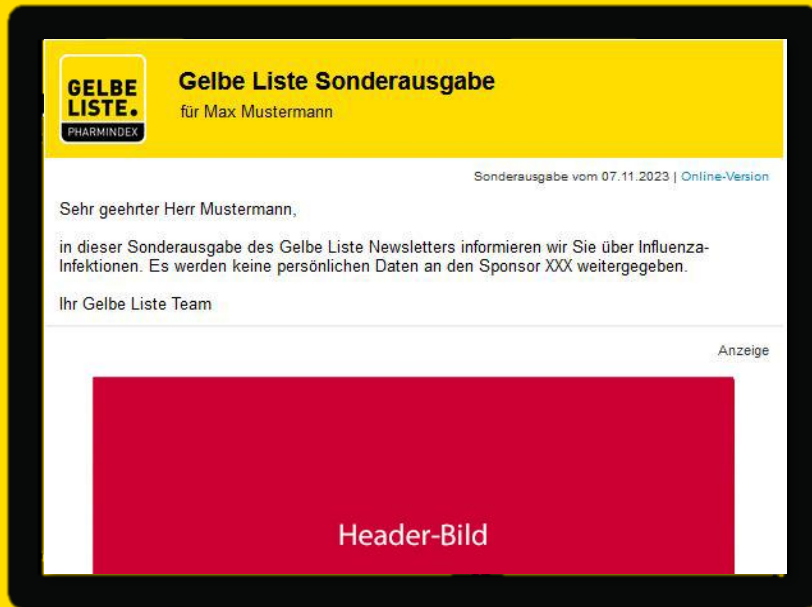 GELBE
LISTE.
PHARMINDEX
Gelbe Liste Sonderausgabe
für Max Mustermann
Sonderausgabe vom 07.11.2023 | Online-Version
Sehr geehrter Herr Mustermann,
in dieser Sonderausgabe des Gelbe Liste Newsletters informieren wir Sie über Influenza-
Infektionen. Es werden keine persönlichen Daten an den Sponsor XXX weitergegeben.
Ihr Gelbe Liste Team
Anzeige
Header-Bild